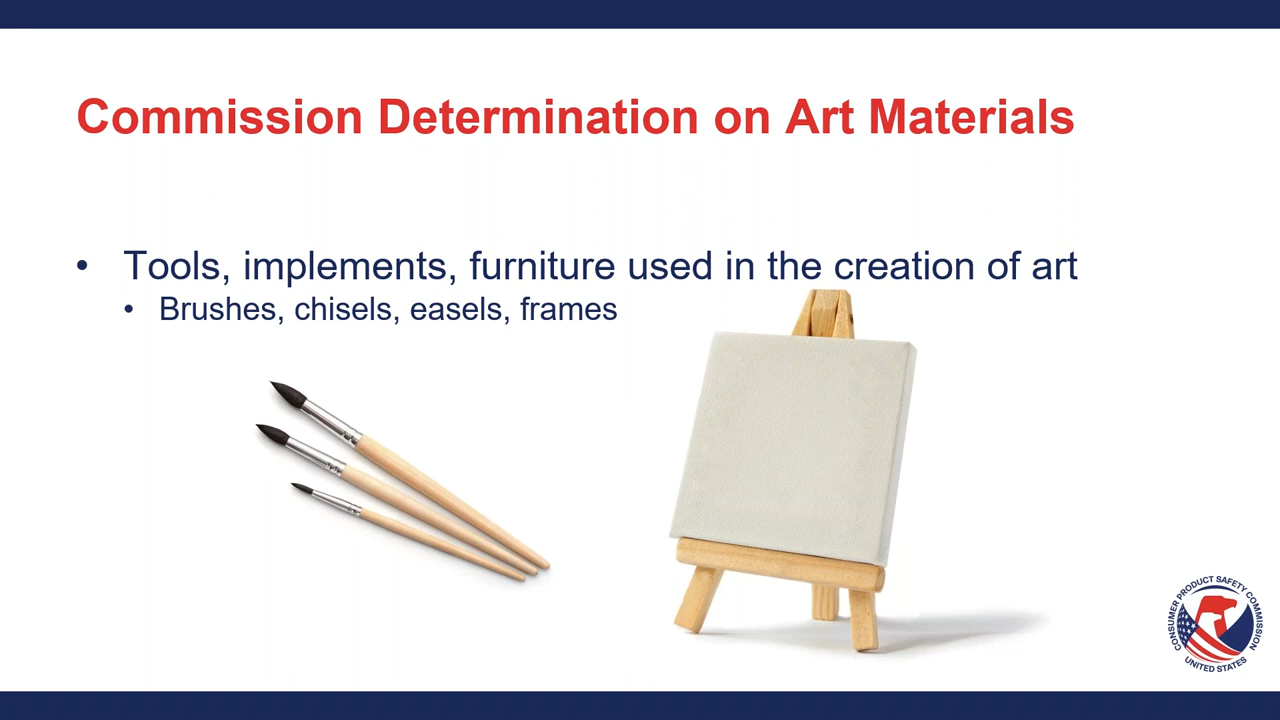 Commission Determination on Art Materials
• Tools, implements, furniture used in the creation of art
• Brushes, chisels, easels, frames
CONSUMER PRODUCT SAFETY COMMISSION
UNITED STATES